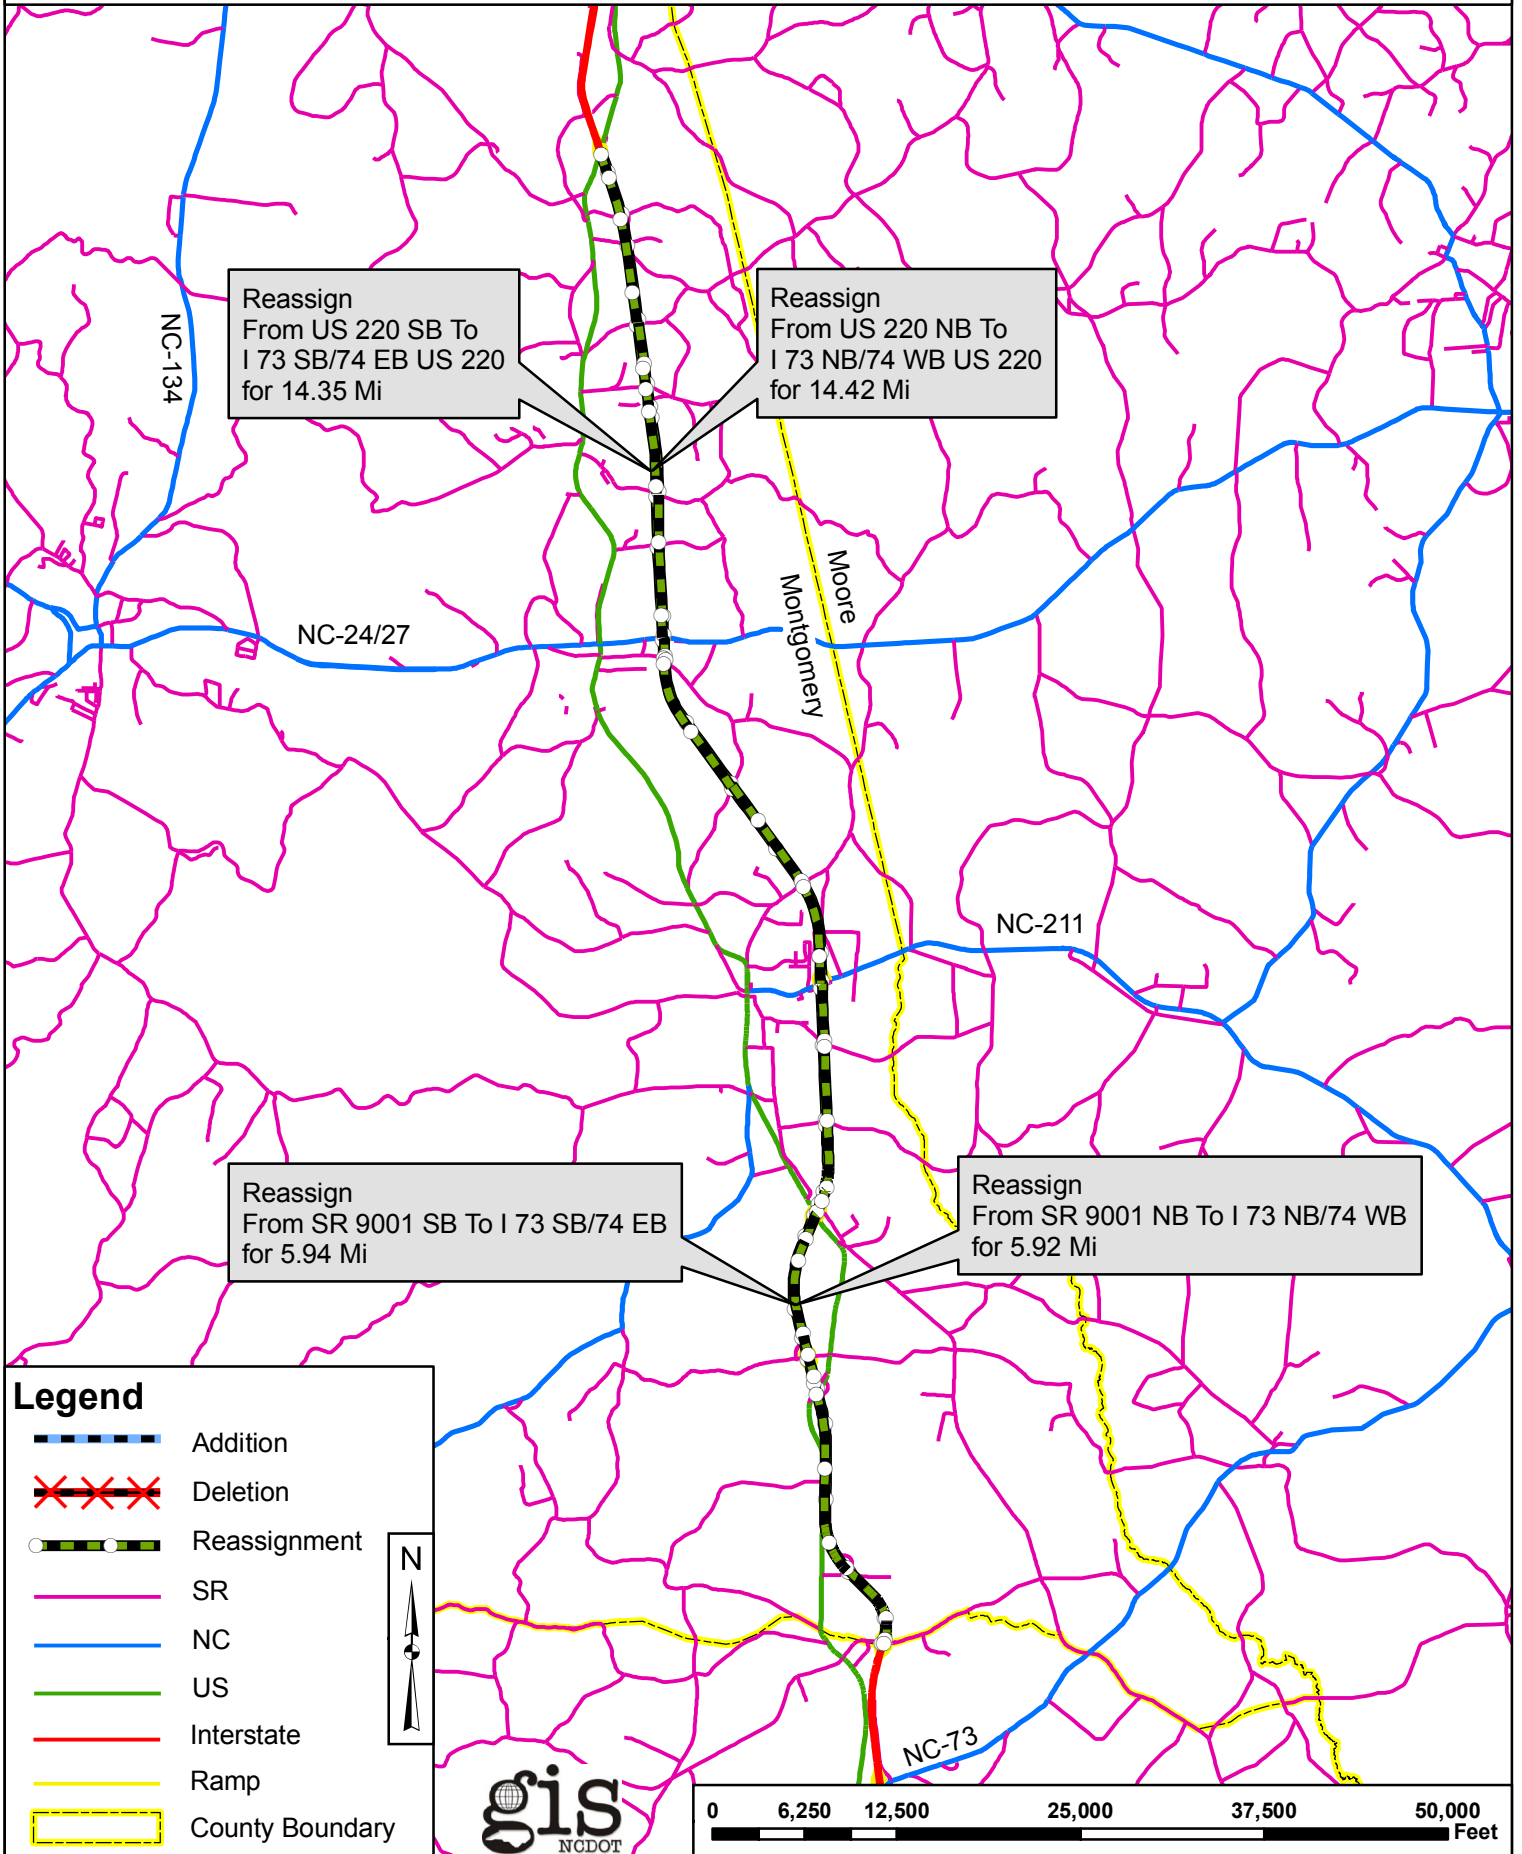 NC-134
Reassign
From US 220 SB To
I 73 SB/74 EB US 220
for 14.35 Mi
Reassign
From US 220 NB To
I 73 NB/74 WB US 220
for 14.42 Mi
Moore
Montgomery
NC-24/27
NC-211
Reassign
From SR 9001 SB To I 73 SB/74 EB
for 5.94 Mi
Reassign
From SR 9001 NB To I 73 NB/74 WB
for 5.92 Mi
Legend
Addition
Deletion
Reassignment
SR
NC
US
Interstate
Ramp
County Boundary
N
NC-73
gis
NCDOT
0 6,250 12,500 25,000 37,500 50,000
Feet